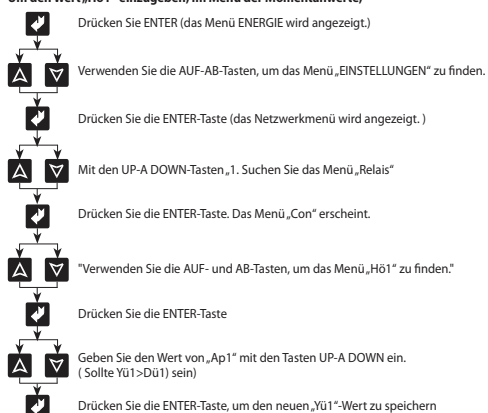 Um den Wert „Hö1“ einzugeben, im Menü der Momentanwerte;
Drücken Sie ENTER (das Menü ENERGIE wird angezeigt.)
Verwenden Sie die AUF-AB-Tasten, um das Menü „EINSTELLUNGEN“ zu finden.
Drücken Sie die ENTER-Taste (das Netzwerkmenü wird angezeigt. )
Mit den UP-A DOWN-Tasten „1. Suchen Sie das Menü „Relais“
Drücken Sie die ENTER-Taste. Das Menü „Con“ erscheint.
"Verwenden Sie die AUF- und AB-Tasten, um das Menü „Hö1“ zu finden."
Drücken Sie die ENTER-Taste
Geben Sie den Wert von „Ap1“ mit den Tasten UP-A DOWN ein.
( Sollte Yü1>Dü1) sein)
Drücken Sie die ENTER-Taste, um den neuen „Yü1“-Wert zu speichern